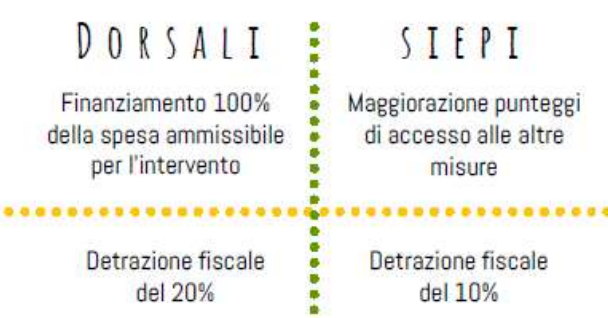 DORSALI
Finanziamento 100%
della spesa ammissibile
per l'intervento
SIEPI
Maggiorazione punteggi
di accesso alle altre
misure
Detrazione fiscale
del 20%
Detrazione fiscale
del 10%